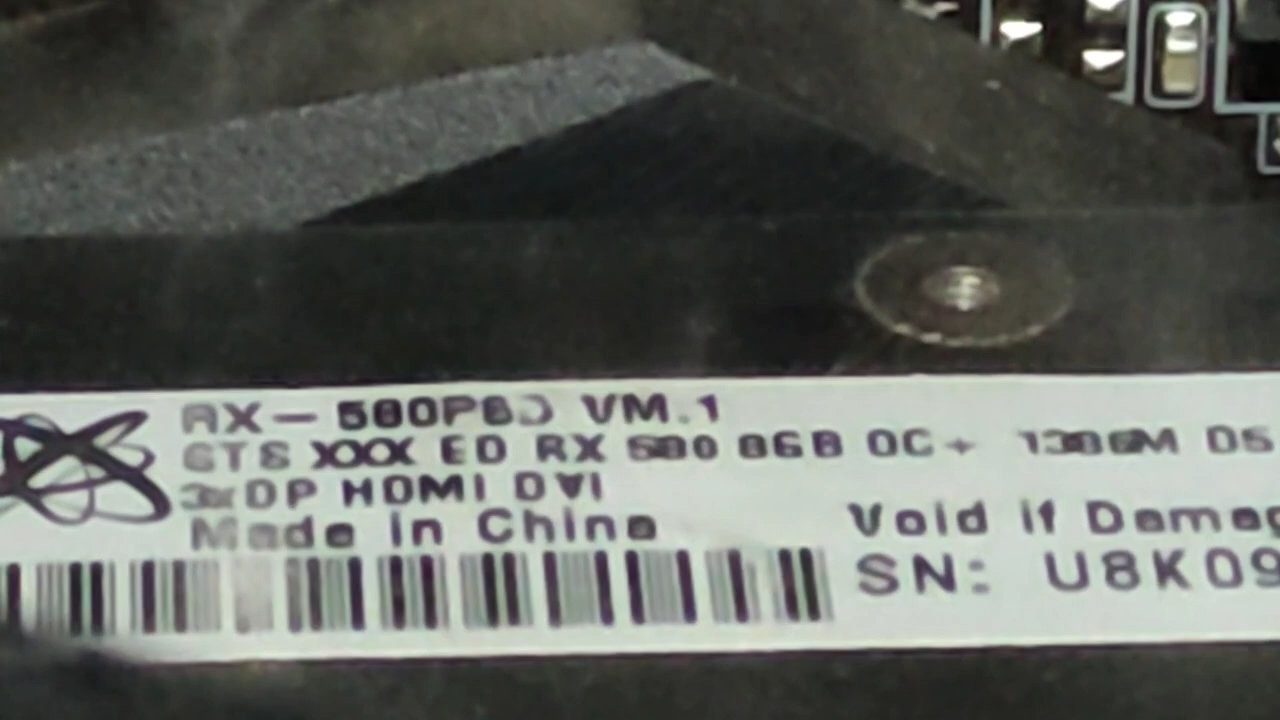 RX-580P8D VM.1
GTS XXX ED RX 580 8GB OC+ 1386M D5
3xDP HDMI DVI
Made in China
Void if Damag
SN: U8K09